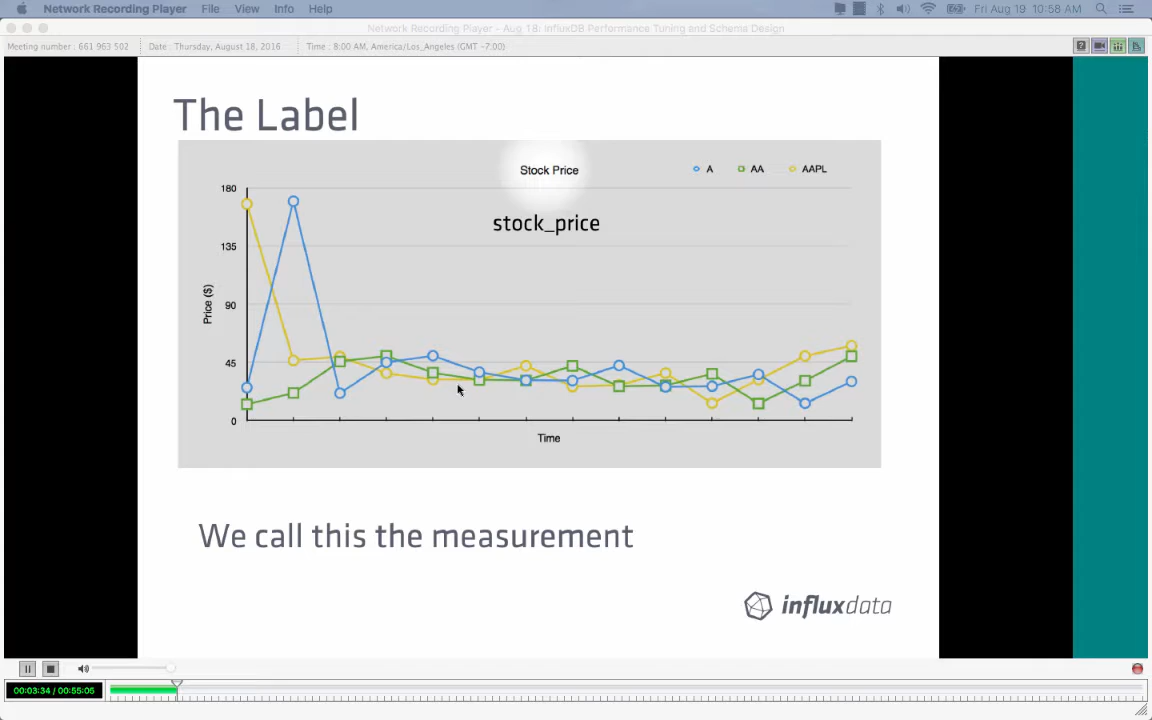 Network Recording Player File View Info Help Fri Aug 19 10:58 AM
Network Recording Player - Aug 18: InfluxDB Performance Tuning and Schema Design
Meeting number : 661 963 502 Date : Thursday, August 18, 2016 Time : 8:00 AM, America/Los_Angeles (GMT -7:00)
The Label
Stock Price
A AA AAPL
stock_price
180
135
90
45
0
Price ($)
Time
We call this the measurement
influxdata
00:03:34 / 00:55:05